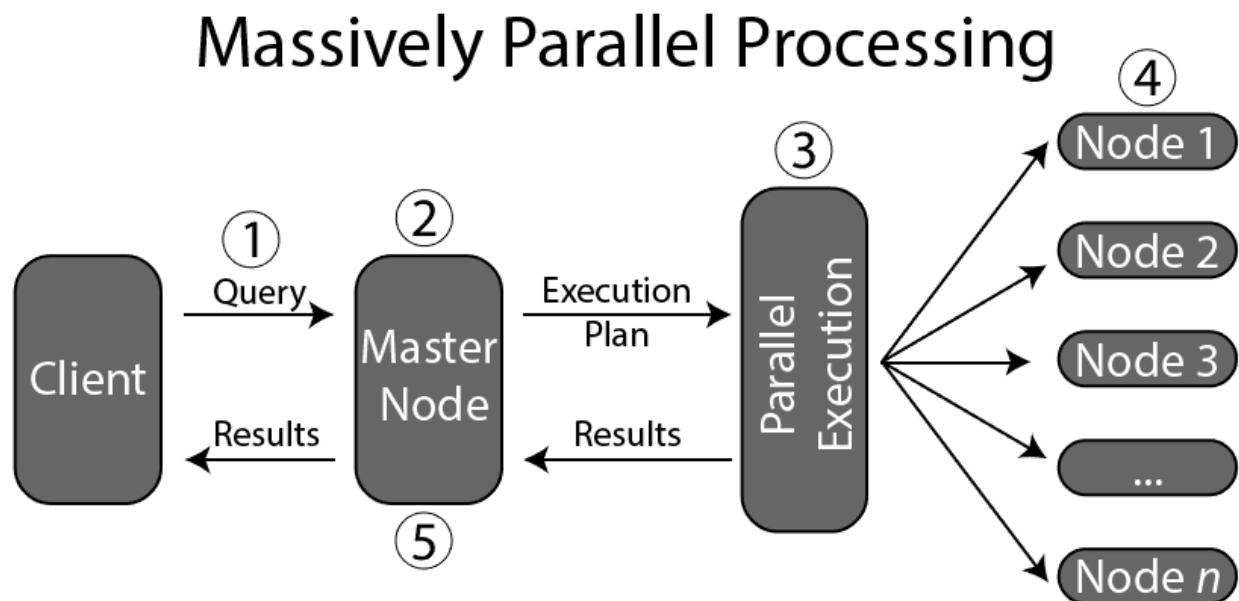 Massively Parallel Processing
1
Query
Client
Results
2
Master
Node
5
Execution
Plan
Results
3
Parallel
Execution
4
Node 1
Node 2
Node 3
...
Node n